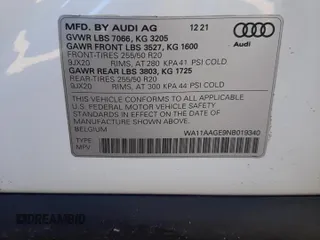 MFD. BY AUDI AG 12 21
GVWR LBS 7066, KG 3205
GAWR FRONT LBS 3527, KG 1600
FRONT-TIRES 255/50 R20
9JX20 RIMS, AT 280 KPA 41 PSI COLD
GAWR REAR LBS 3803, KG 1725
REAR-TIRES 255/50 R20
9JX20 RIMS, AT 300 KPA 44 PSI COLD
THIS VEHICLE CONFORMS TO ALL APPLICABLE
U.S. FEDERAL MOTOR VEHICLE SAFETY
STANDARDS IN EFFECT ON THE DATE OF
MANUFACTURE SHOWN ABOVE
BELGIUM WA11AAGE9NB019340
TYPE: MPV
Audi
IDRIVEAMD